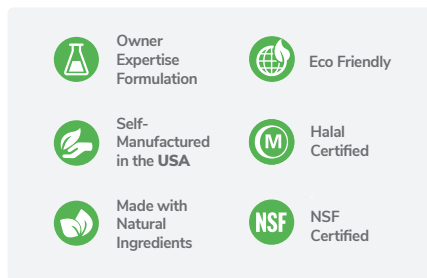 Owner
Expertise
Formulation
Eco Friendly
Self-
Manufactured
in the USA
M
Halal
Certified
Made with
Natural
Ingredients
NSF
NSF
Certified